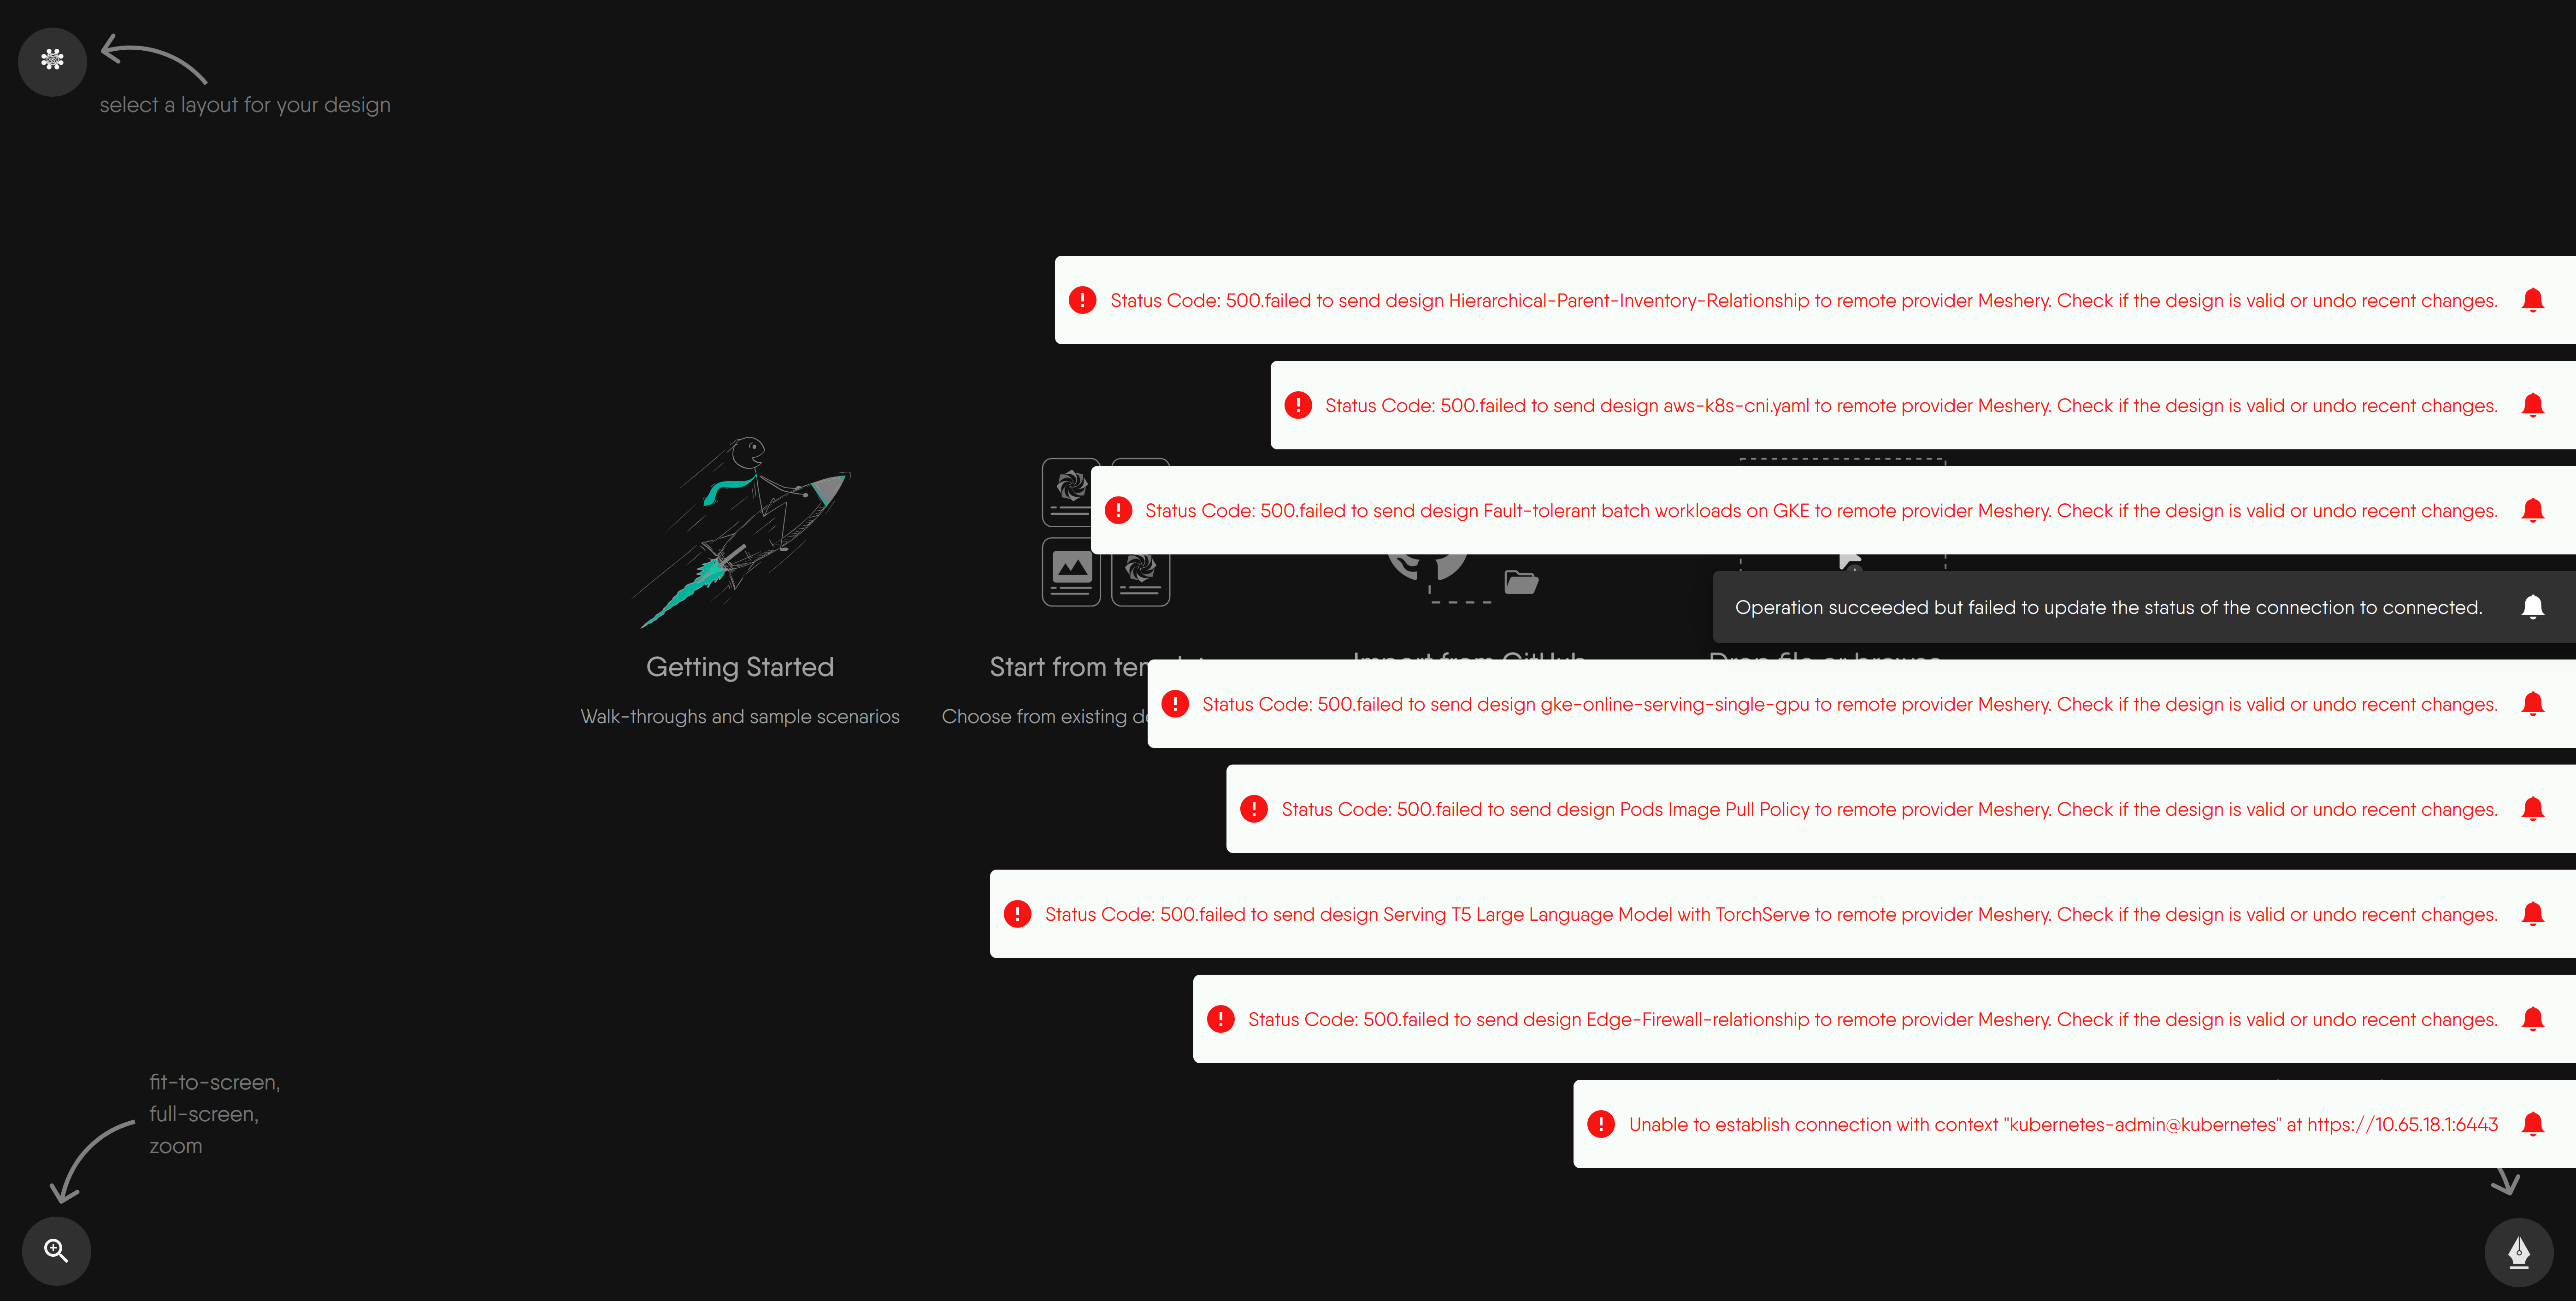 select a layout for your design
Status Code: 500.failed to send design Hierarchical-Parent-Inventory-Relationship to remote provider Meshery. Check if the design is valid or undo recent changes.
Status Code: 500.failed to send design aws-k8s-cni.yaml to remote provider Meshery. Check if the design is valid or undo recent changes.
Status Code: 500.failed to send design Fault-tolerant batch workloads on GKE to remote provider Meshery. Check if the design is valid or undo recent changes.
Operation succeeded but failed to update the status of the connection to connected.
Getting Started
Start from
Import from GitHub
Drop file or browse
Status Code: 500.failed to send design gke-online-serving-single-gpu to remote provider Meshery. Check if the design is valid or undo recent changes.
Walk-throughs and sample scenarios
Choose from existing
Status Code: 500.failed to send design Pods Image Pull Policy to remote provider Meshery. Check if the design is valid or undo recent changes.
Status Code: 500.failed to send design Serving T5 Large Language Model with TorchServe to remote provider Meshery. Check if the design is valid or undo recent changes.
Status Code: 500.failed to send design Edge-Firewall-relationship to remote provider Meshery. Check if the design is valid or undo recent changes.
Unable to establish connection with context "kubernetes-admin@kubernetes" at https://10.65.18.1:6443
fit-to-screen,
full-screen,
zoom